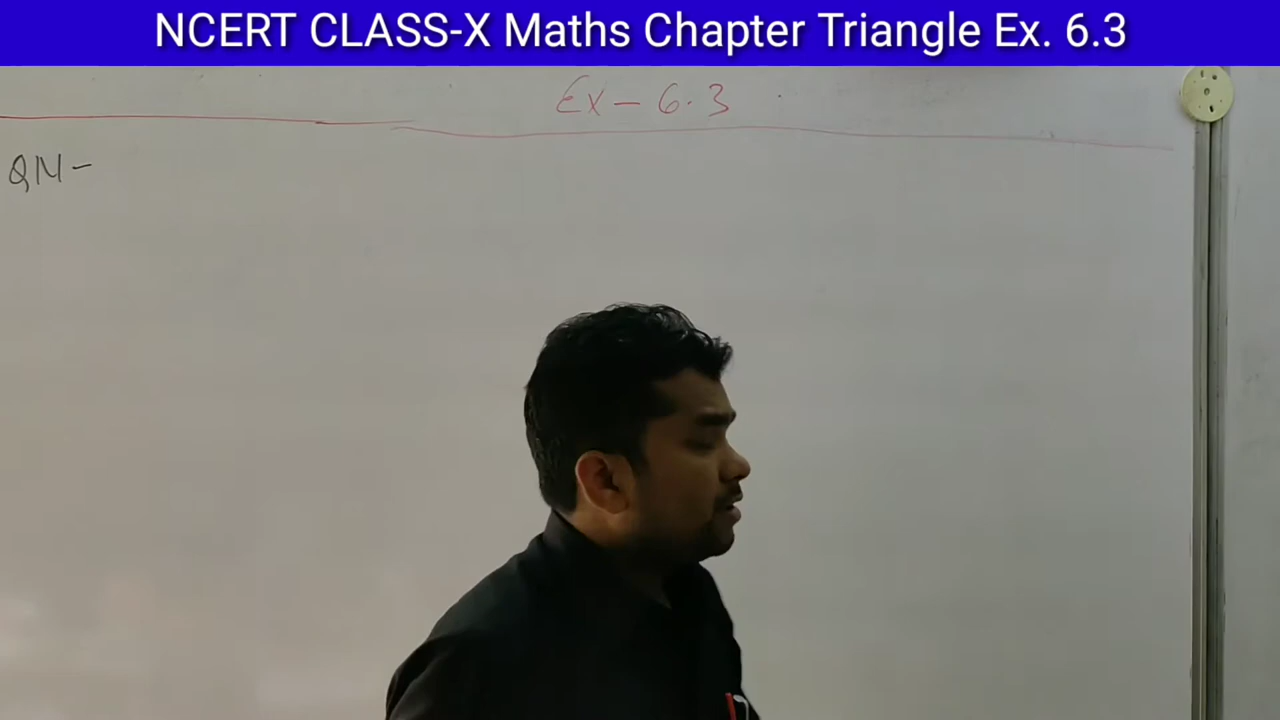 NCERT CLASS-X Maths Chapter Triangle Ex. 6.3
Ex - 6.3
QN-